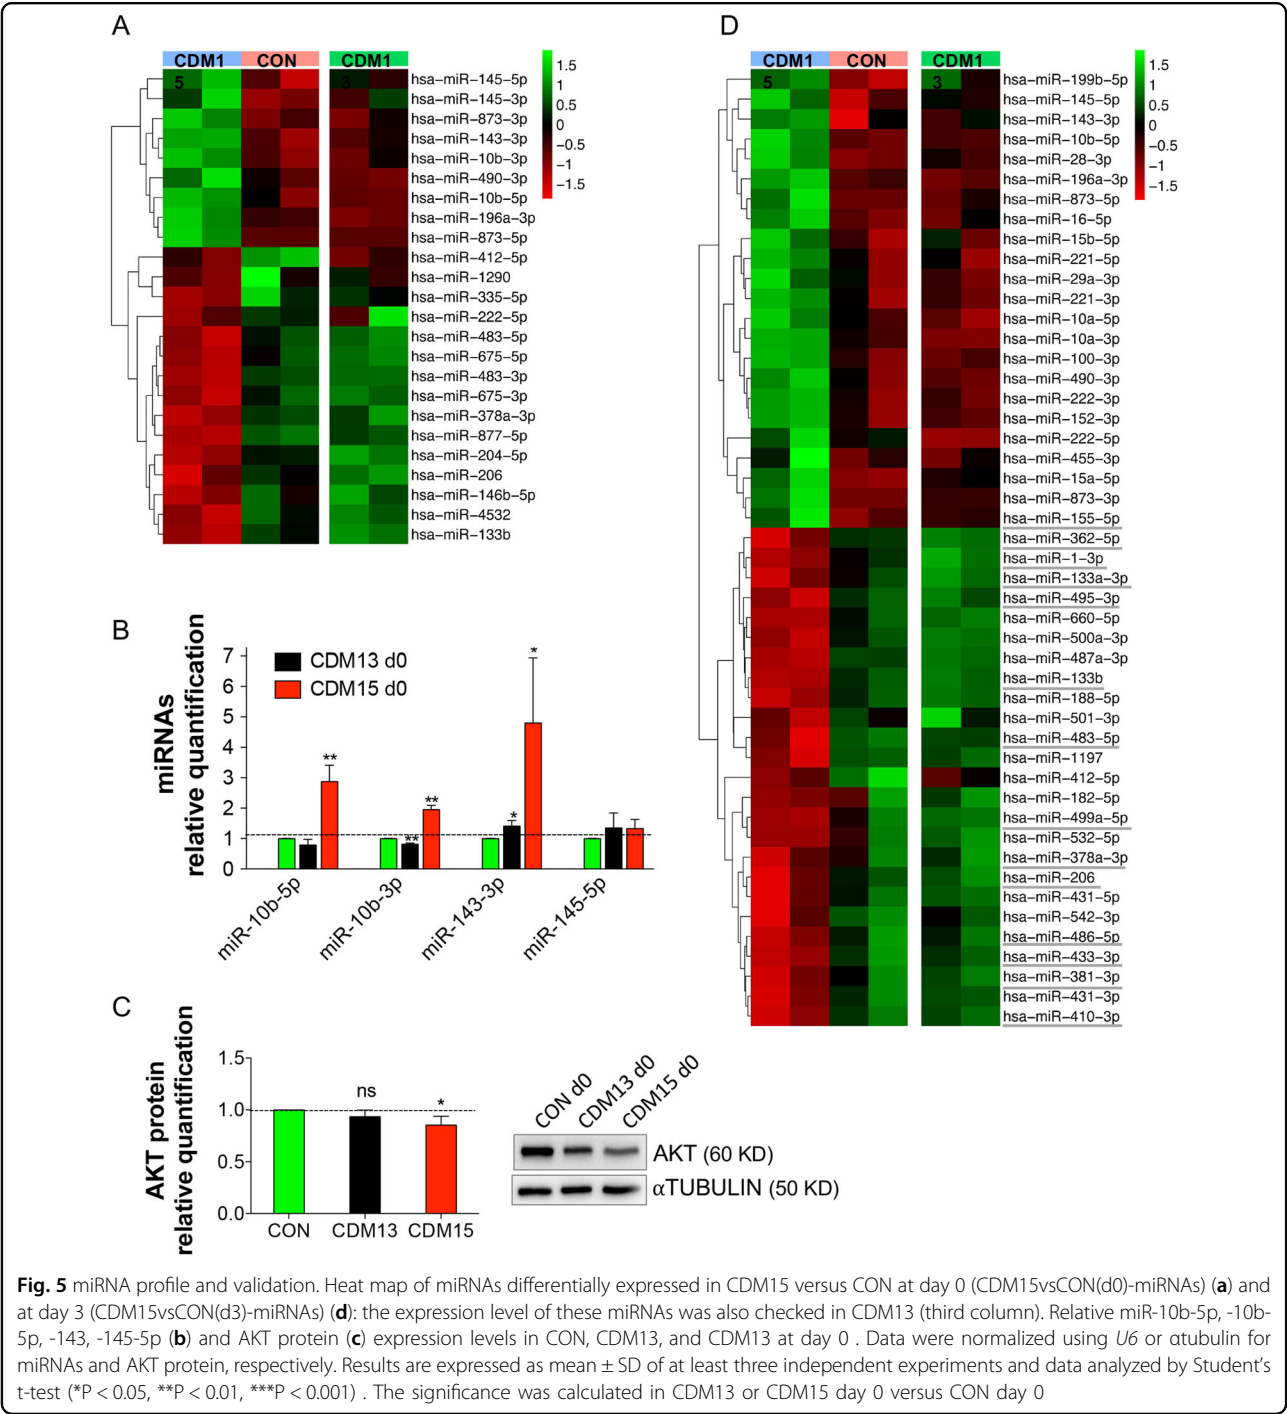 A
CDM1 CON CDM1
5 3
1.5
1
0.5
0
−0.5
−1
−1.5
hsa−miR−145−5p
hsa−miR−145−3p
hsa−miR−873−3p
hsa−miR−143−3p
hsa−miR−10b−3p
hsa−miR−490−3p
hsa−miR−10b−5p
hsa−miR−196a−3p
hsa−miR−873−5p
hsa−miR−412−5p
hsa−miR−1290
hsa−miR−335−5p
hsa−miR−222−5p
hsa−miR−483−5p
hsa−miR−675−5p
hsa−miR−483−3p
hsa−miR−675−3p
hsa−miR−378a−3p
hsa−miR−877−5p
hsa−miR−204−5p
hsa−miR−206
hsa−miR−146b−5p
hsa−miR−4532
hsa−miR−133b
B
miRNAs
relative quantification
7
6
5
4
3
2
1
0
CDM13 d0
CDM15 d0
** ** ** * *
miR-10b-5p
miR-10b-3p
miR-143-3p
miR-145-5p
C
AKT protein
relative quantification
1.5
1.0
0.5
0.0
ns *
CON CDM13 CDM15
CON d0
CDM13 d0
CDM15 d0
AKT (60 KD)
αTUBULIN (50 KD)
D
CDM1 CON CDM1
5 3
1.5
1
0.5
0
−0.5
−1
−1.5
hsa−miR−199b−5p
hsa−miR−145−5p
hsa−miR−143−3p
hsa−miR−10b−5p
hsa−miR−28−3p
hsa−miR−196a−3p
hsa−miR−873−5p
hsa−miR−16−5p
hsa−miR−15b−5p
hsa−miR−221−5p
hsa−miR−29a−3p
hsa−miR−221−3p
hsa−miR−10a−5p
hsa−miR−10a−3p
hsa−miR−100−3p
hsa−miR−490−3p
hsa−miR−222−3p
hsa−miR−152−3p
hsa−miR−222−5p
hsa−miR−455−3p
hsa−miR−15a−5p
hsa−miR−873−3p
hsa−miR−155−5p
hsa−miR−362−5p
hsa−miR−1−3p
hsa−miR−133a−3p
hsa−miR−495−3p
hsa−miR−660−5p
hsa−miR−500a−3p
hsa−miR−487a−3p
hsa−miR−133b
hsa−miR−188−5p
hsa−miR−501−3p
hsa−miR−483−5p
hsa−miR−1197
hsa−miR−412−5p
hsa−miR−182−5p
hsa−miR−499a−5p
hsa−miR−532−5p
hsa−miR−378a−3p
hsa−miR−206
hsa−miR−431−5p
hsa−miR−542−3p
hsa−miR−486−5p
hsa−miR−433−3p
hsa−miR−381−3p
hsa−miR−431−3p
hsa−miR−410−3p
Fig. 5 miRNA profile and validation. Heat map of miRNAs differentially expressed in CDM15 versus CON at day 0 (CDM15vsCON(d0)-miRNAs) (a) and
at day 3 (CDM15vsCON(d3)-miRNAs) (d): the expression level of these miRNAs was also checked in CDM13 (third column). Relative miR-10b-5p, -10b-
5p, -143, -145-5p (b) and AKT protein (c) expression levels in CON, CDM13, and CDM13 at day 0 . Data were normalized using U6 or αtubulin for
miRNAs and AKT protein, respectively. Results are expressed as mean ± SD of at least three independent experiments and data analyzed by Student's
t-test (*P < 0.05, **P < 0.01, ***P < 0.001) . The significance was calculated in CDM13 or CDM15 day 0 versus CON day 0